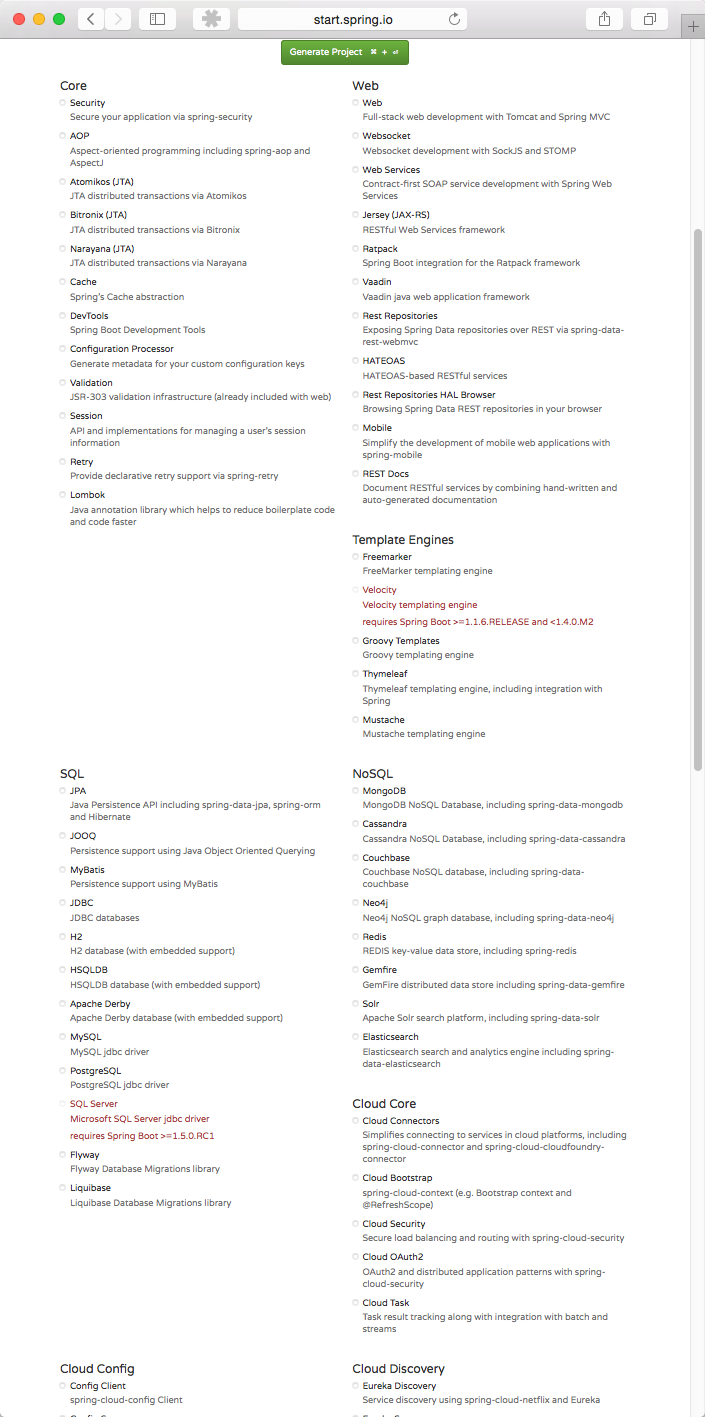 start.spring.io
Generate Project ⌘ + ⏎
Core
Security
Secure your application via spring-security
AOP
Aspect-oriented programming including spring-aop and
AspectJ
Atomikos (JTA)
JTA distributed transactions via Atomikos
Bitronix (JTA)
JTA distributed transactions via Bitronix
Narayana (JTA)
JTA distributed transactions via Narayana
Cache
Spring's Cache abstraction
DevTools
Spring Boot Development Tools
Configuration Processor
Generate metadata for your custom configuration keys
Validation
JSR-303 validation infrastructure (already included with web)
Session
API and implementations for managing a user's session
information
Retry
Provide declarative retry support via spring-retry
Lombok
Java annotation library which helps to reduce boilerplate code
and code faster
Web
Web
Full-stack web development with Tomcat and Spring MVC
Websocket
Websocket development with SockJS and STOMP
Web Services
Contract-first SOAP service development with Spring Web
Services
Jersey (JAX-RS)
RESTful Web Services framework
Ratpack
Spring Boot integration for the Ratpack framework
Vaadin
Vaadin java web application framework
Rest Repositories
Exposing Spring Data repositories over REST via spring-data-
rest-webmvc
HATEOAS
HATEOAS-based RESTful services
Rest Repositories HAL Browser
Browsing Spring Data REST repositories in your browser
Mobile
Simplify the development of mobile web applications with
spring-mobile
REST Docs
Document RESTful services by combining hand-written and
auto-generated documentation
Template Engines
Freemarker
FreeMarker templating engine
Velocity
Velocity templating engine
requires Spring Boot >=1.1.6.RELEASE and <1.4.0.M2
Groovy Templates
Groovy templating engine
Thymeleaf
Thymeleaf templating engine, including integration with
Spring
Mustache
Mustache templating engine
SQL
JPA
Java Persistence API including spring-data-jpa, spring-orm
and Hibernate
JOOQ
Persistence support using Java Object Oriented Querying
MyBatis
Persistence support using MyBatis
JDBC
JDBC databases
H2
H2 database (with embedded support)
HSQLDB
HSQLDB database (with embedded support)
Apache Derby
Apache Derby database (with embedded support)
MySQL
MySQL jdbc driver
PostgreSQL
PostgreSQL jdbc driver
SQL Server
Microsoft SQL Server jdbc driver
requires Spring Boot >=1.5.0.RC1
Flyway
Flyway Database Migrations library
Liquibase
Liquibase Database Migrations library
NoSQL
MongoDB
MongoDB NoSQL Database, including spring-data-mongodb
Cassandra
Cassandra NoSQL Database, including spring-data-cassandra
Couchbase
Couchbase NoSQL database, including spring-data-
couchbase
Neo4j
Neo4j NoSQL graph database, including spring-data-neo4j
Redis
REDIS key-value data store, including spring-redis
Gemfire
GemFire distributed data store including spring-data-gemfire
Solr
Apache Solr search platform, including spring-data-solr
Elasticsearch
Elasticsearch search and analytics engine including spring-
data-elasticsearch
Cloud Core
Cloud Connectors
Simplifies connecting to services in cloud platforms, including
spring-cloud-connector and spring-cloud-cloudfoundry-
connector
Cloud Bootstrap
spring-cloud-context (e.g. Bootstrap context and
@RefreshScope)
Cloud Security
Secure load balancing and routing with spring-cloud-security
Cloud OAuth2
OAuth2 and distributed application patterns with spring-
cloud-security
Cloud Task
Task result tracking along with integration with batch and
streams
Cloud Config
Config Client
spring-cloud-config Client
Cloud Discovery
Eureka Discovery
Service discovery using spring-cloud-netflix and Eureka